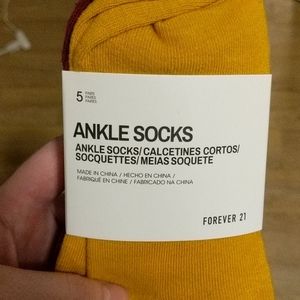 5 PAIRS
PARES
PAIRES
ANKLE SOCKS
ANKLE SOCKS/ CALCETINES CORTOS/
SOCQUETTES/ MEIAS SOQUETE
MADE IN CHINA / HECHO EN CHINA /
FABRIQUÉ EN CHINE / FABRICADO NA CHINA
FOREVER 21